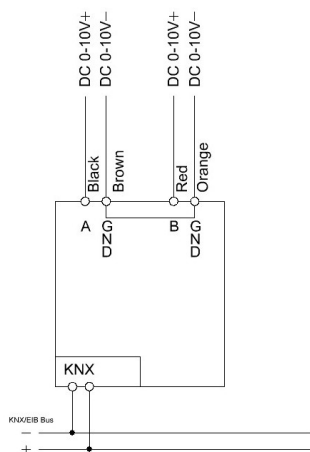 DC 0-10V+
DC 0-10V−
DC 0-10V+
DC 0-10V−
Black
Brown
Red
Orange
A
GND
B
GND
KNX
KNX/EIB Bus
−
+